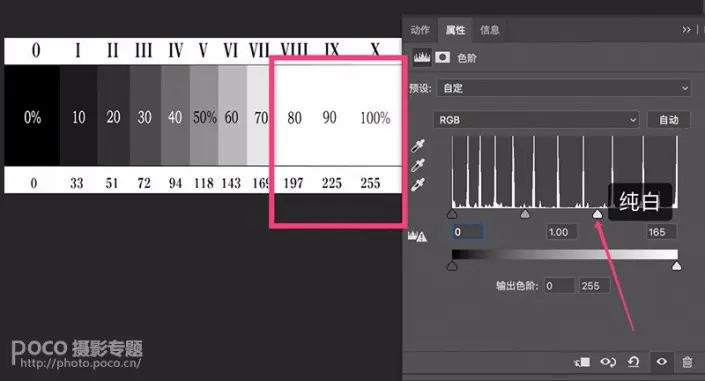 0 I II III IV V VI VII VIII IX X
0% 10 20 30 40 50% 60 70 80 90 100%
0 33 51 72 94 118 143 169 197 225 255
动作 属性 信息
色阶
预设: 自定
RGB 自动
纯白
0 1.00 165
输出色阶: 0 255
poco 摄影专题
http://photo.poco.cn/